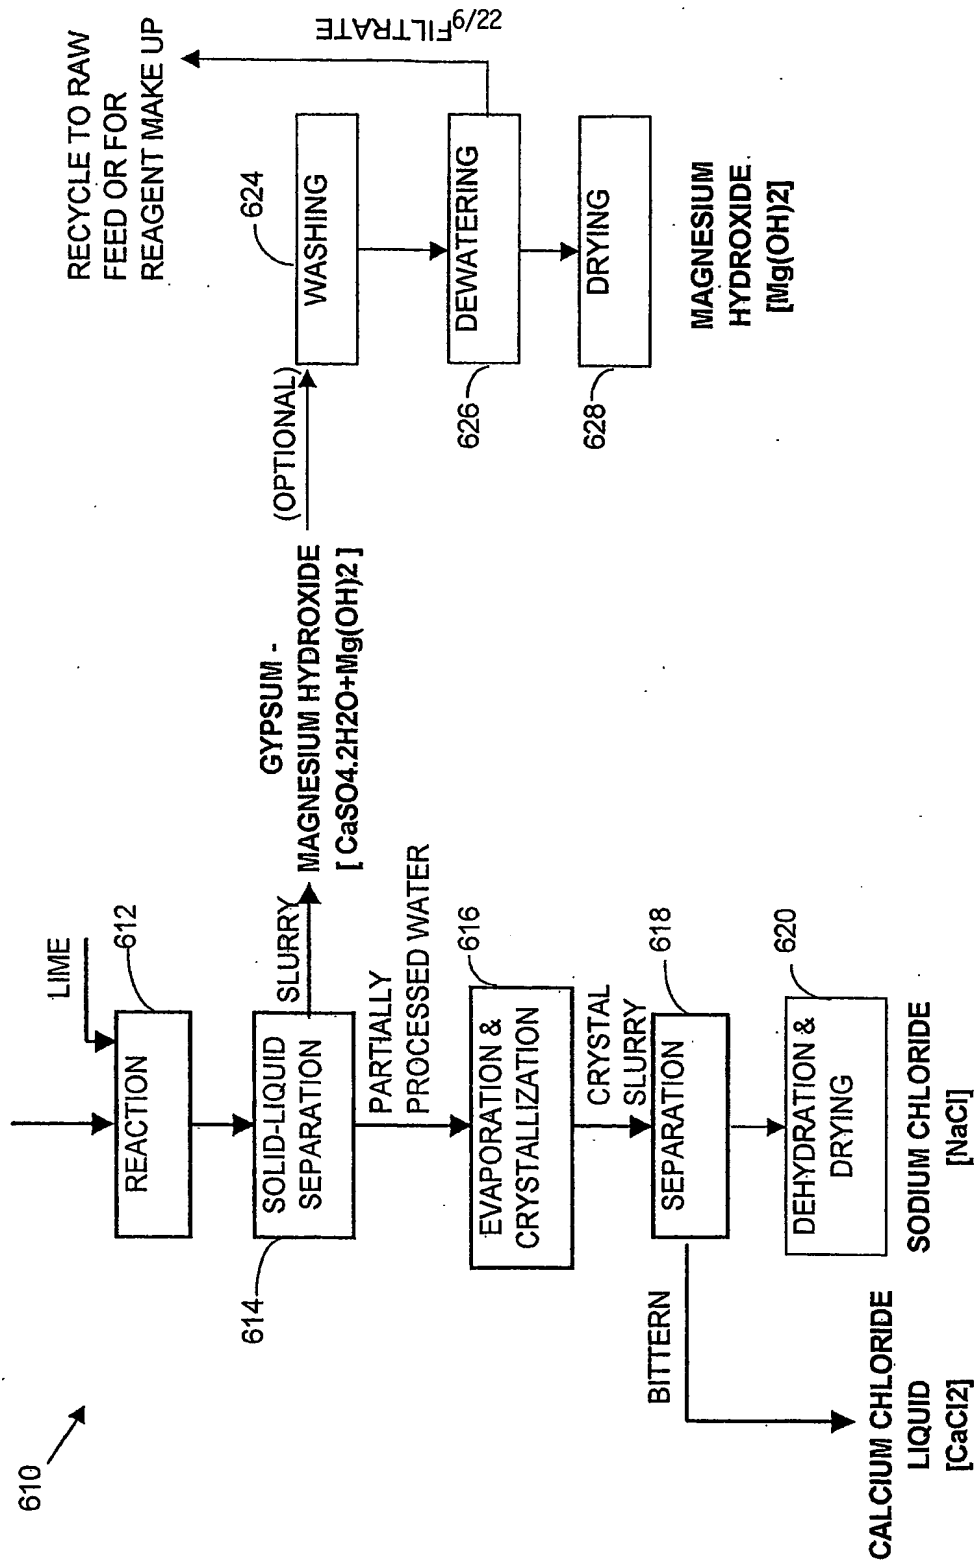 610
LIME
612
REACTION
SOLID-LIQUID
SEPARATION
614
SLURRY
GYPSUM -
MAGNESIUM HYDROXIDE
[ CaSO4.2H2O+Mg(OH)2 ]
(OPTIONAL)
PARTIALLY
PROCESSED WATER
616
EVAPORATION &
CRYSTALLIZATION
CRYSTAL
SLURRY
618
SEPARATION
BITTERN
620
DEHYDRATION &
DRYING
CALCIUM CHLORIDE
LIQUID
[CaCl2]
SODIUM CHLORIDE
[NaCl]
RECYCLE TO RAW
FEED OR FOR
REAGENT MAKE UP
624
WASHING
FILTRATE
626
DEWATERING
628
DRYING
MAGNESIUM
HYDROXIDE
[Mg(OH)2]
9/22